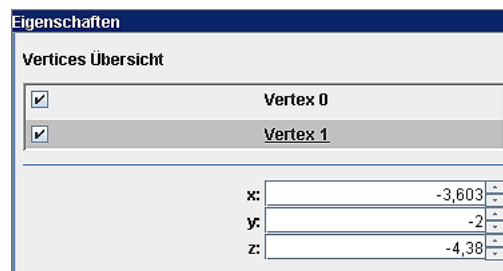 Eigenschaften
Vertices Übersicht
Vertex 0
Vertex 1
x: -3,603
y: -2
z: -4,38